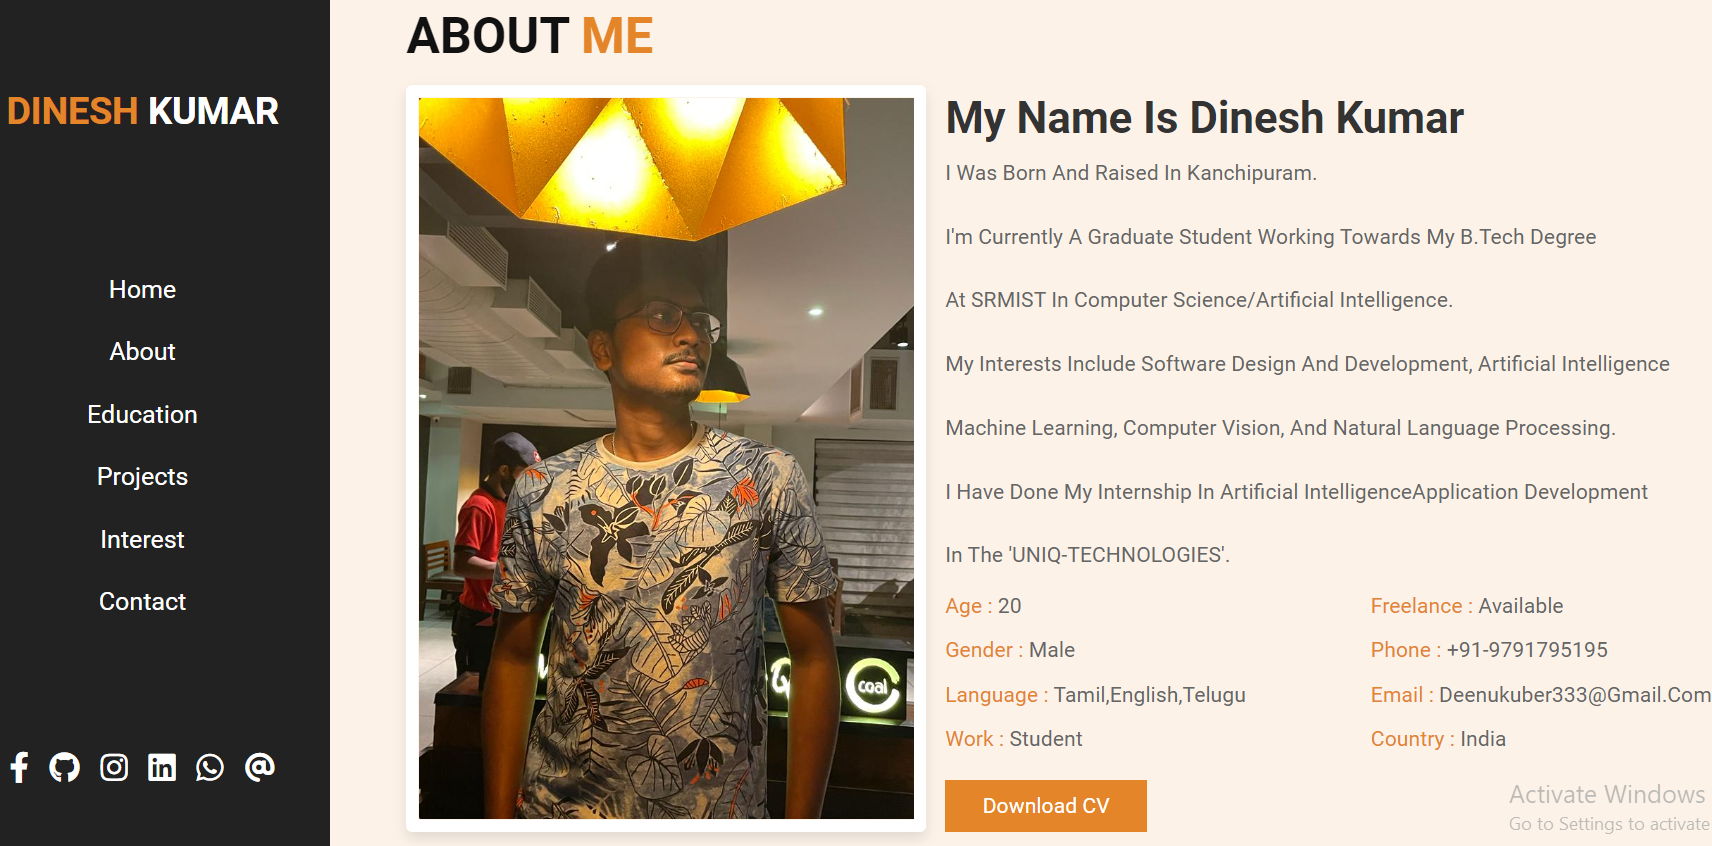 DINESH KUMAR
Home
About
Education
Projects
Interest
Contact
ABOUT ME
coal
My Name Is Dinesh Kumar
I Was Born And Raised In Kanchipuram.
I'm Currently A Graduate Student Working Towards My B.Tech Degree
At SRMIST In Computer Science/Artificial Intelligence.
My Interests Include Software Design And Development, Artificial Intelligence
Machine Learning, Computer Vision, And Natural Language Processing.
I Have Done My Internship In Artificial IntelligenceApplication Development
In The 'UNIQ-TECHNOLOGIES'.
Age : 20
Freelance : Available
Gender : Male
Phone : +91-9791795195
Language : Tamil,English,Telugu
Email : Deenukuber333@Gmail.Com
Work : Student
Country : India
Download CV
Activate Windows
Go to Settings to activate